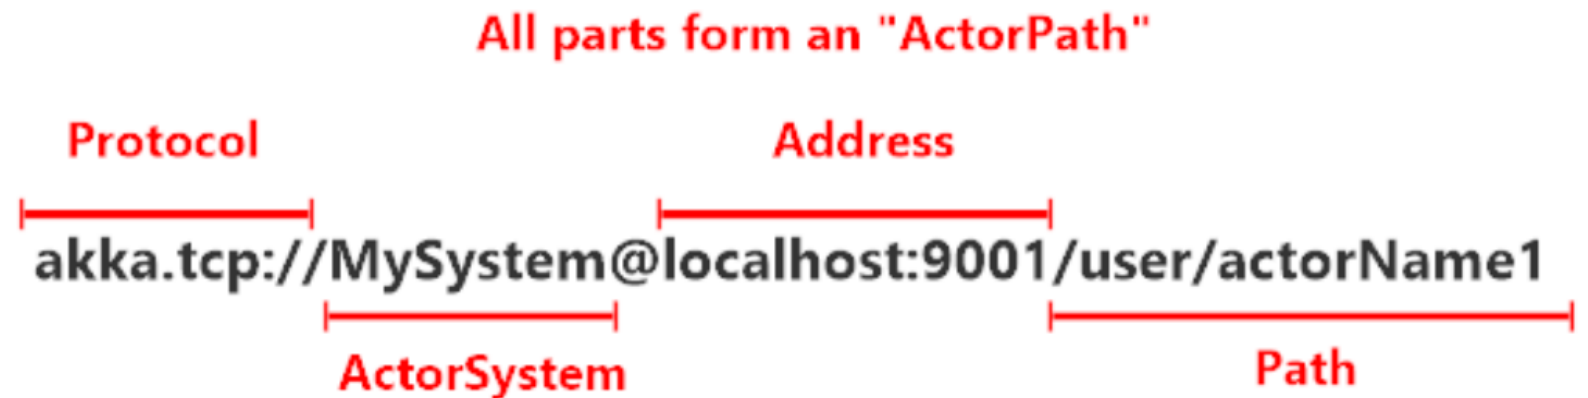 All parts form an "ActorPath"
Protocol Address
akka.tcp://MySystem@localhost:9001/user/actorName1
ActorSystem Path